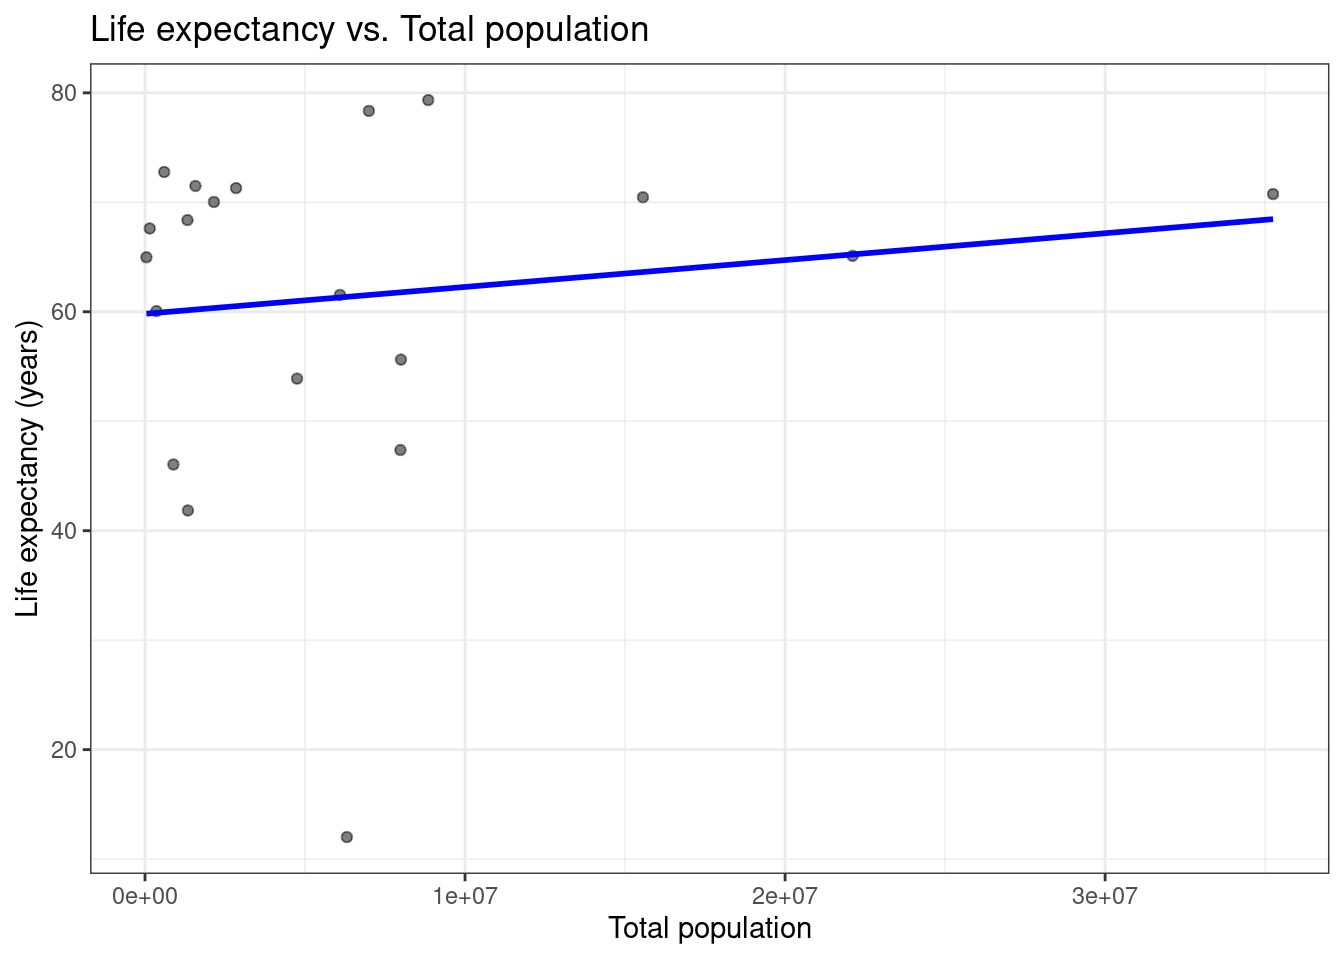 Life expectancy vs. Total population
80
60
40
20
Life expectancy (years)
0e+00 1e+07 2e+07 3e+07
Total population